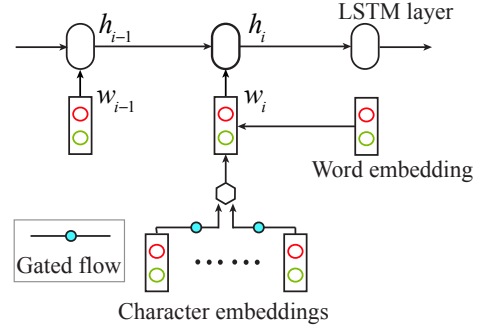 LSTM layer
h_{i-1}
h_i
w_{i-1}
w_i
Word embedding
Gated flow
Character embeddings